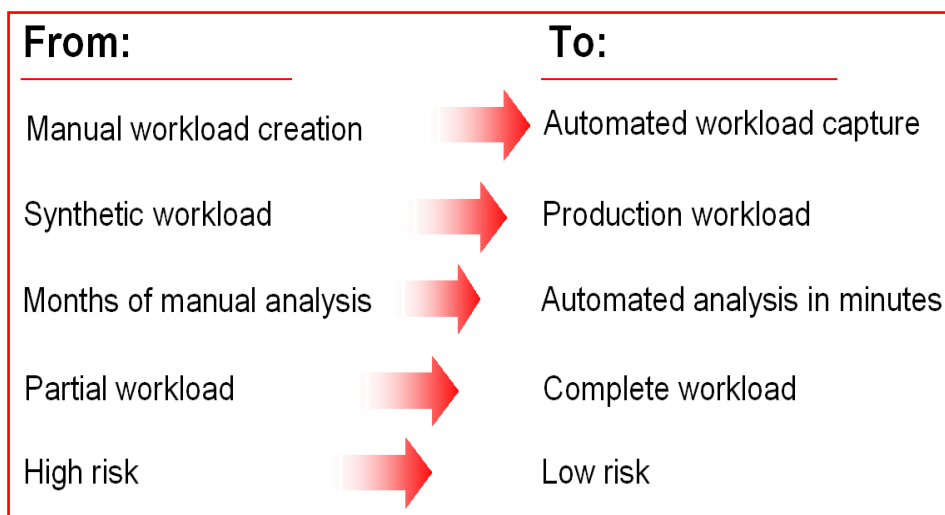 From: To:
Manual workload creation Automated workload capture
Synthetic workload Production workload
Months of manual analysis Automated analysis in minutes
Partial workload Complete workload
High risk Low risk